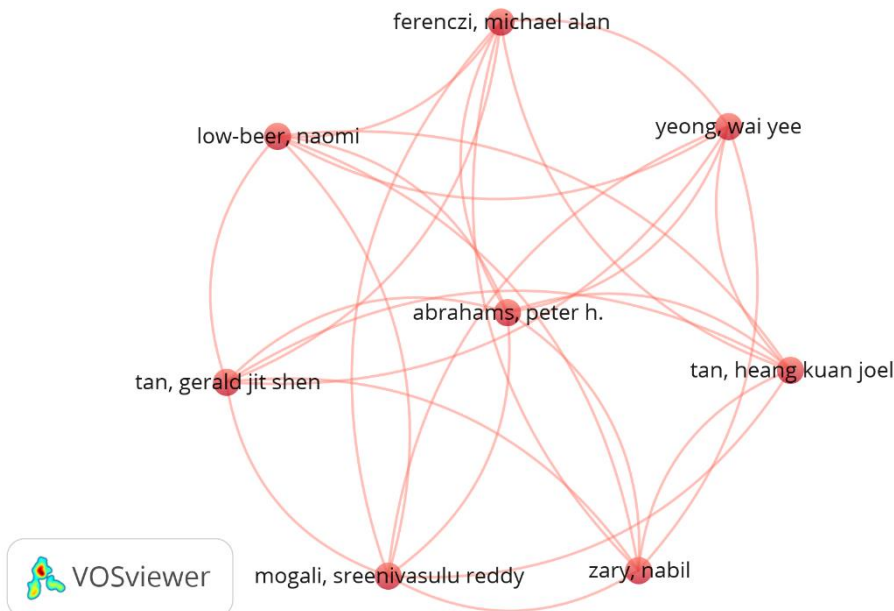 ferenczi, michael alan
yeong, wai yee
low-beer, naomi
abrahams, peter h.
tan, heang kuan joel
tan, gerald jit shen
zary, nabil
mogali, sreenivasulu reddy
VOSviewer